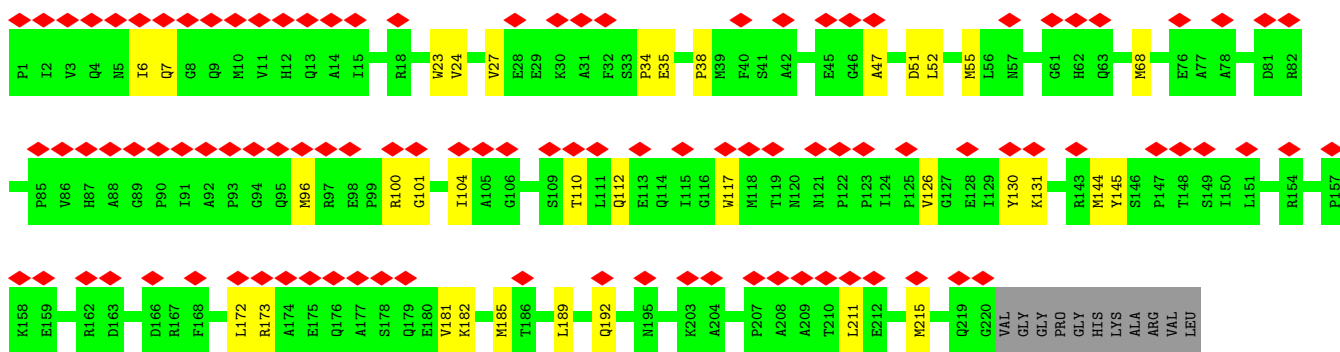 P1 I2 V3 Q4 N5 I6 Q7 G8 Q9 M10 V11 H12 Q13 A14 I15 R18 W23 V24 V27 E28 E29 K30 A31 F32 S33 P34 E35 P38 M39 F40 S41 A42 E45 G46 A47 D51 L52 M55 L56 N57 G61 H62 Q63 M68 E76 A77 A78 D81 R82
P85 V86 H87 A88 G89 P90 I91 A92 P93 G94 Q95 M96 R97 E98 P99 R100 G101 I104 A105 G106 S109 T110 L111 Q112 E113 Q114 I115 G116 W117 M118 T119 N120 N121 P122 P123 I124 P125 V126 G127 E128 I129 Y130 K131 R143 M144 Y145 S146 P147 T148 S149 I150 L151 R154 P157
K158 E159 R162 D163 D166 R167 F168 L172 R173 A174 E175 Q176 A177 S178 Q179 E180 V181 K182 M185 T186 L189 Q192 N195 K203 A204 P207 A208 A209 T210 L211 E212 M215 Q219 G220 VAL GLY GLY PRO GLY HIS LYS ALA ARG VAL LEU